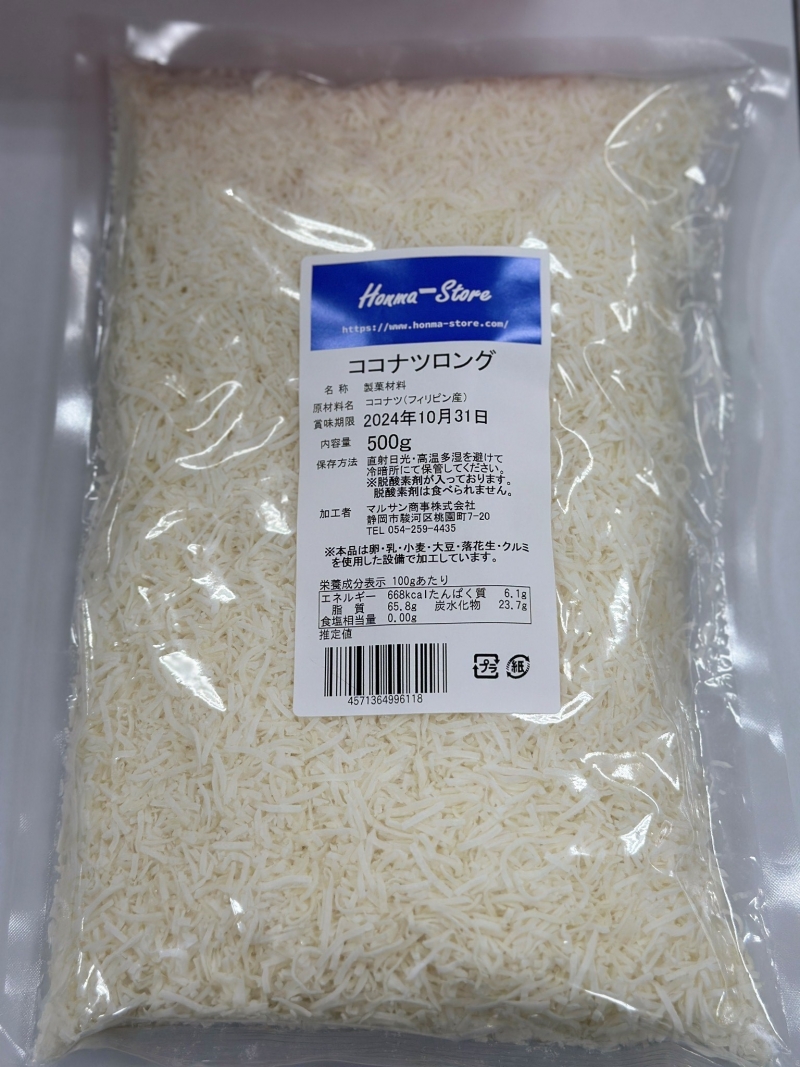 Honma-Store
https://www.honma-store.com/
ココナツロング
名 称 製菓材料
原材料名 ココナツ(フィリピン産)
賞味期限 2024年10月31日
内容量 500g
保存方法 直射日光・高温多湿を避けて
冷暗所にて保管してください。
※脱酸素剤が入っております。
脱酸素剤は食べられません。
加工者 マルサン商事株式会社
静岡市駿河区桃園町7-20
TEL 054-259-4435
※本品は卵・乳・小麦・大豆・落花生・クルミ
を使用した設備で加工しています。
栄養成分表示 100gあたり
エネルギー 668kcal たんぱく質 6.1g
脂 質 65.8g 炭水化物 23.7g
食塩相当量 0.00g
推定値
プラ 紙
4571364996118